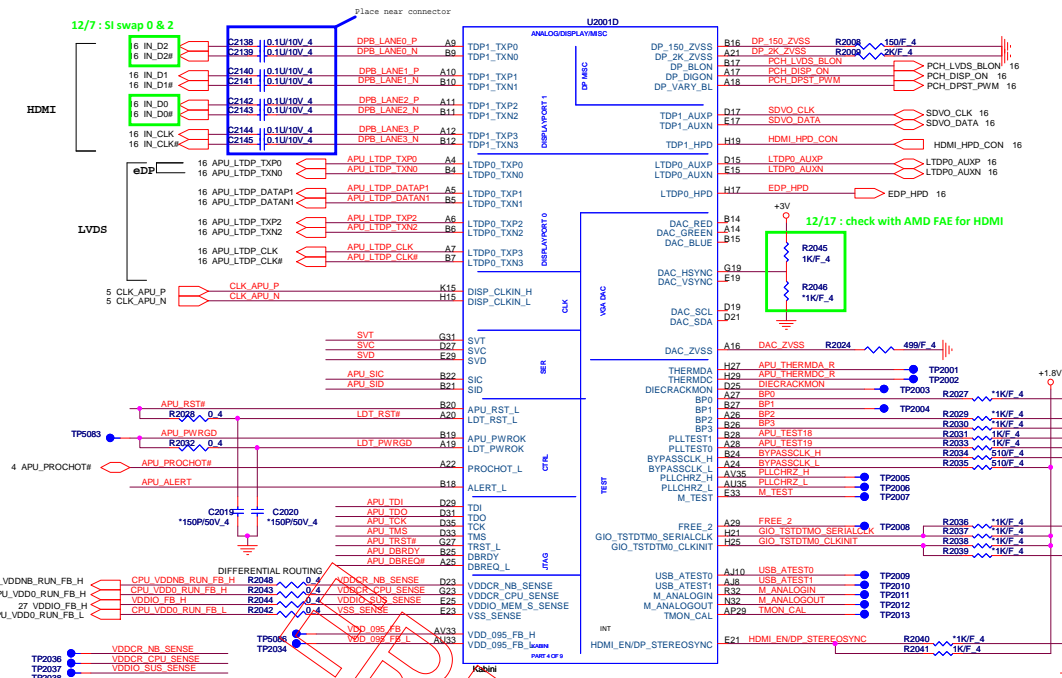 Place near connector
12/7 : SI swap 0 & 2
U2001D
ANALOG/DISPLAY/MISC
16 IN_D2 C2138 0.1U/10V_4 DPB_LANE0_P A9 TDP1_TXP0
16 IN_D2# C2139 0.1U/10V_4 DPB_LANE0_N B9 TDP1_TXN0
16 IN_D1 C2140 0.1U/10V_4 DPB_LANE1_P A10 TDP1_TXP1
16 IN_D1# C2141 0.1U/10V_4 DPB_LANE1_N B10 TDP1_TXN1
HDMI
16 IN_D0 C2142 0.1U/10V_4 DPB_LANE2_P A11 TDP1_TXP2
16 IN_D0# C2143 0.1U/10V_4 DPB_LANE2_N B11 TDP1_TXN2
16 IN_CLK C2144 0.1U/10V_4 DPB_LANE3_P A12 TDP1_TXP3
16 IN_CLK# C2145 0.1U/10V_4 DPB_LANE3_N B12 TDP1_TXN3
DISPLAYPORT 1
DP MISC
B16 DP_150_ZVSS DP_150_ZVSS R2008 150/F_4
A21 DP_2K_ZVSS DP_2K_ZVSS R2009 2K/F_4
B17 DP_BLON PCH_LVDS_BLON PCH_LVDS_BLON 16
A17 DP_DIGON PCH_DISP_ON PCH_DISP_ON 16
A18 DP_VARY_BL PCH_DPST_PWM PCH_DPST_PWM 16
TDP1_AUXP D17 SDVO_CLK SDVO_CLK 16
TDP1_AUXN E17 SDVO_DATA SDVO_DATA 16
TDP1_HPD H19 HDMI_HPD_CON HDMI_HPD_CON 16
LTDP0_AUXP D15 LTDP0_AUXP LTDP0_AUXP 16
LTDP0_AUXN E15 LTDP0_AUXN LTDP0_AUXN 16
LTDP0_HPD H17 EDP_HPD EDP_HPD 16
eDP
16 APU_LTDP_TXP0 APU_LTDP_TXP0 A4 LTDP0_TXP0
16 APU_LTDP_TXN0 APU_LTDP_TXN0 B4 LTDP0_TXN0
16 APU_LTDP_DATAP1 APU_LTDP_DATAP1 A5 LTDP0_TXP1
16 APU_LTDP_DATAN1 APU_LTDP_DATAN1 B5 LTDP0_TXN1
LVDS
16 APU_LTDP_TXP2 APU_LTDP_TXP2 A6 LTDP0_TXP2
16 APU_LTDP_TXN2 APU_LTDP_TXN2 B6 LTDP0_TXN2
16 APU_LTDP_CLK APU_LTDP_CLK A7 LTDP0_TXP3
16 APU_LTDP_CLK# APU_LTDP_CLK# B7 LTDP0_TXN3
DISPLAYPORT 0
5 CLK_APU_P CLK_APU_P K15 DISP_CLKIN_H
5 CLK_APU_N CLK_APU_N H15 DISP_CLKIN_L
CLK
VGA DAC
DAC_RED B14
DAC_GREEN A14
DAC_BLUE B15
+3V
12/17 : check with AMD FAE for HDMI
R2045
1K/F_4
R2046
*1K/F_4
DAC_HSYNC G19
DAC_VSYNC E19
DAC_SCL D19
DAC_SDA D21
DAC_ZVSS A16 DAC_ZVSS R2024 499/F_4
SVT G31 SVT
SVC D27 SVC
SVD E29 SVD
SER
APU_SIC B22 SIC
APU_SID B21 SID
APU_RST# B20 APU_RST_L
R2028 0_4 LDT_RST# A20 LDT_RST_L
TP5083 APU_PWRGD B19 APU_PWROK
R2032 0_4 LDT_PWRGD A19 LDT_PWROK
4 APU_PROCHOT# APU_PROCHOT# A22 PROCHOT_L
APU_ALERT B18 ALERT_L
CTRL
C2019 *150P/50V_4
C2020 *150P/50V_4
APU_TDI D29 TDI
APU_TDO D31 TDO
APU_TCK D35 TCK
APU_TMS D33 TMS
APU_TRST# G27 TRST_L
APU_DBRDY B25 DBRDY
APU_DBREQ# A25 DBREQ_L
JTAG
+1.8V
TEST
THERMDA H27 APU_THERMDA_R TP2001
THERMDC H29 APU_THERMDC_R TP2002
DIECRACKMON D25 DIECRACKMON TP2003
BP0 A27 BP0 R2027 *1K/F_4
BP1 B27 BP1 TP2004
BP2 A26 BP2 R2029 *1K/F_4
BP3 B26 BP3 R2030 *1K/F_4
PLLTEST1 B28 APU_TEST18 R2031 1K/F_4
PLLTEST0 A28 APU_TEST19 R2033 1K/F_4
BYPASSCLK_H B24 BYPASSCLK_H R2034 510/F_4
BYPASSCLK_L A24 BYPASSCLK_L R2035 510/F_4
PLLCHRZ_H AV35 PLLCHRZ_H TP2005
PLLCHRZ_L AU35 PLLCHRZ_L TP2006
M_TEST E33 M_TEST TP2007
FREE_2 A29 FREE_2 TP2008 R2036 *1K/F_4
GIO_TSTDTM0_SERIALCLK H21 GIO_TSTDTM0_SERIALCLK R2037 *1K/F_4
GIO_TSTDTM0_CLKINIT H25 GIO_TSTDTM0_CLKINIT R2038 *1K/F_4
R2039 *1K/F_4
USB_ATEST0 AJ10 USB_ATEST0 TP2009
USB_ATEST1 AJ8 USB_ATEST1 TP2010
M_ANALOGIN R32 M_ANALOGIN TP2011
M_ANALOGOUT N32 M_ANALOGOUT TP2012
TMON_CAL AP29 TMON_CAL TP2013
INT
HDMI_EN/DP_STEREOSYNC E21 HDMI_EN/DP_STEREOSYNC R2040 *1K/F_4
R2041 *1K/F_4
DIFFERENTIAL ROUTING
CPU_VDDNB_RUN_FB_H R2048 0_4 VDDCR_NB_SENSE D23 VDDCR_NB_SENSE
CPU_VDD0_RUN_FB_H R2043 0_4 VDDCR_CPU_SENSE G23 VDDCR_CPU_SENSE
27 VDDIO_FB_H VDDIO_FB_H R2044 0_4 VDDIO_SUS_SENSE E25 VDDIO_MEM_S_SENSE
CPU_VDD0_RUN_FB_L R2042 0_4 VSS_SENSE E23 VSS_SENSE
VDD_095_FB_H AV33 VDD_095_FB_H
TP2034 VDD_095_FB_L AU33 VDD_095_FB_L
PART 4 OF 9
Kabini
TP2036 VDDCR_NB_SENSE
TP2037 VDDCR_CPU_SENSE
VDDIO_SUS_SENSE